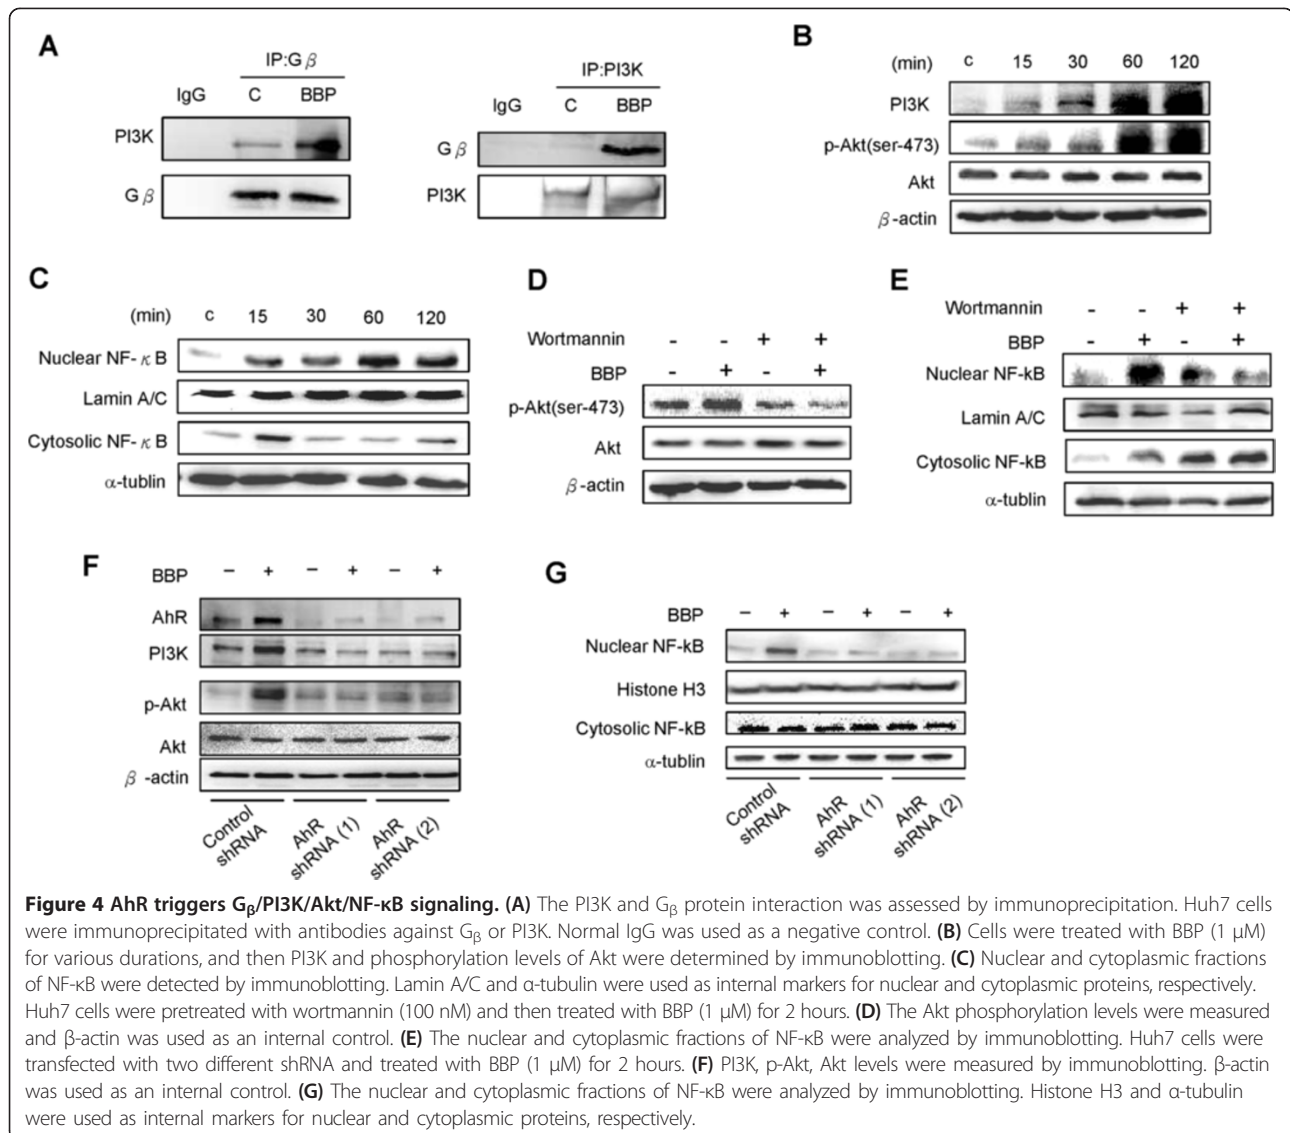 A
IP:G β
IgG C BBP
PI3K
G β
IP:PI3K
IgG C BBP
G β
PI3K
B
(min) c 15 30 60 120
PI3K
p-Akt(ser-473)
Akt
β-actin
C
(min) c 15 30 60 120
Nuclear NF- κ B
Lamin A/C
Cytosolic NF- κ B
α-tublin
D
Wortmannin - - + +
BBP - + - +
p-Akt(ser-473)
Akt
β-actin
E
Wortmannin - - + +
BBP - + - +
Nuclear NF-kB
Lamin A/C
Cytosolic NF-kB
α-tublin
F
BBP − + − + − +
AhR
PI3K
p-Akt
Akt
β -actin
Control shRNA
AhR shRNA (1)
AhR shRNA (2)
G
BBP − + − + − +
Nuclear NF-kB
Histone H3
Cytosolic NF-kB
α-tublin
Control shRNA
AhR shRNA (1)
AhR shRNA (2)
Figure 4 AhR triggers Gβ/PI3K/Akt/NF-κB signaling. (A) The PI3K and Gβ protein interaction was assessed by immunoprecipitation. Huh7 cells
were immunoprecipitated with antibodies against Gβ or PI3K. Normal IgG was used as a negative control. (B) Cells were treated with BBP (1 μM)
for various durations, and then PI3K and phosphorylation levels of Akt were determined by immunoblotting. (C) Nuclear and cytoplasmic fractions
of NF-κB were detected by immunoblotting. Lamin A/C and α-tubulin were used as internal markers for nuclear and cytoplasmic proteins, respectively.
Huh7 cells were pretreated with wortmannin (100 nM) and then treated with BBP (1 μM) for 2 hours. (D) The Akt phosphorylation levels were measured
and β-actin was used as an internal control. (E) The nuclear and cytoplasmic fractions of NF-κB were analyzed by immunoblotting. Huh7 cells were
transfected with two different shRNA and treated with BBP (1 μM) for 2 hours. (F) PI3K, p-Akt, Akt levels were measured by immunoblotting. β-actin
was used as an internal control. (G) The nuclear and cytoplasmic fractions of NF-κB were analyzed by immunoblotting. Histone H3 and α-tubulin
were used as internal markers for nuclear and cytoplasmic proteins, respectively.